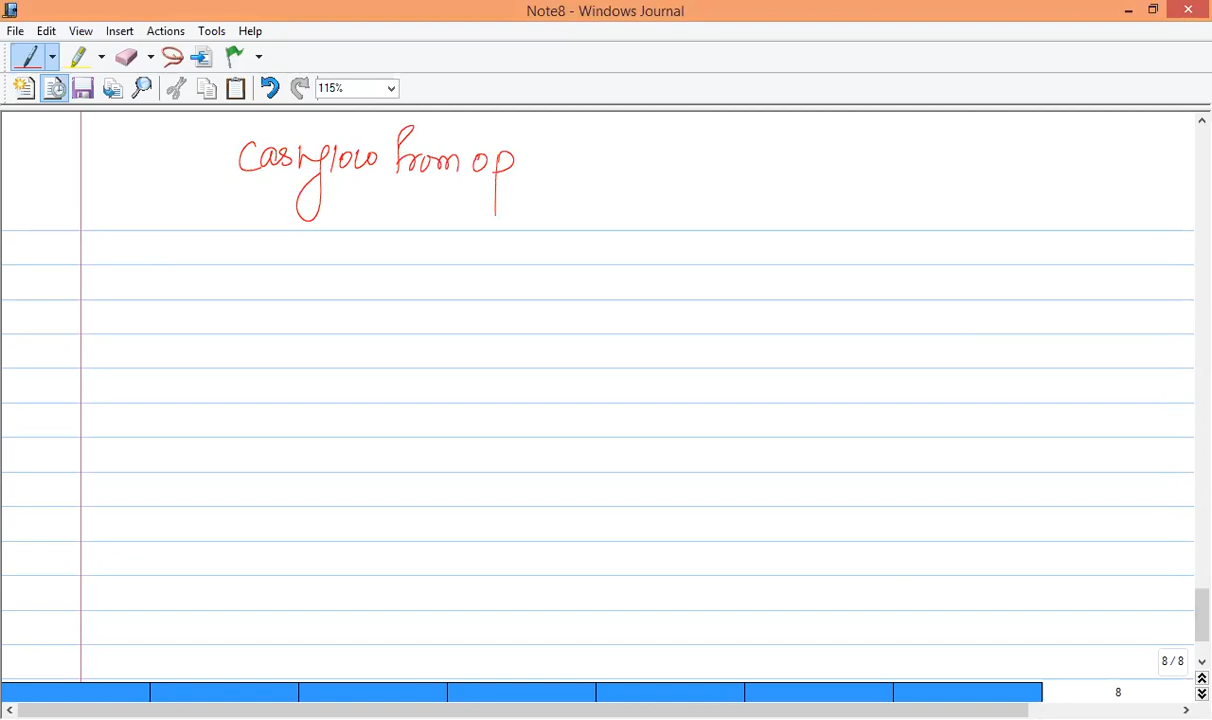 Note8 - Windows Journal
File Edit View Insert Actions Tools Help
115%
Cashflow from op
8 / 8
8